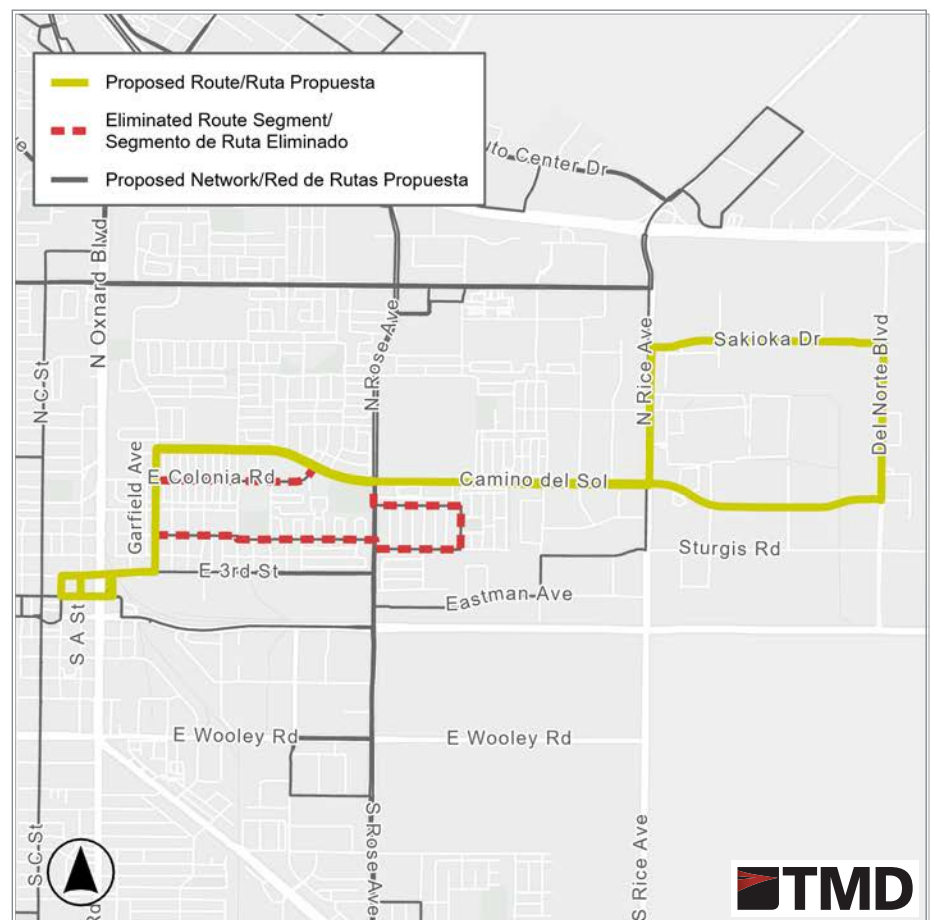 Proposed Route/Ruta Propuesta
Eliminated Route Segment/
Segmento de Ruta Eliminado
Proposed Network/Red de Rutas Propuesta
uto Center Dr
N Oxnard Blvd
N Rose Ave
N Rice Ave
Sakioka Dr
Del Norte Blvd
N C St
Garfield Ave
E Colonia Rd
Camino del Sol
Sturgis Rd
E 3rd St
Eastman Ave
S A St
E Wooley Rd
E Wooley Rd
S C St
S Rose Ave
S Rice Ave
Rd
TMD